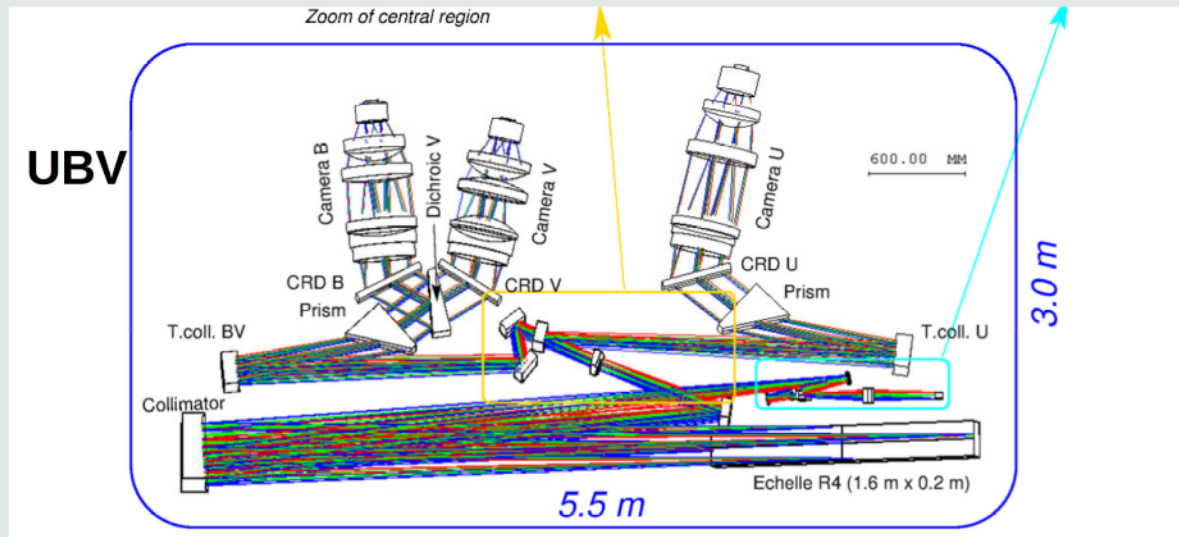 Zoom of central region
UBV
Camera B
Dichroic V
Camera V
Camera U
600.00 MM
CRD B
CRD V
CRD U
Prism
Prism
T.coll. BV
T.coll. U
3.0 m
Collimator
Echelle R4 (1.6 m x 0.2 m)
5.5 m